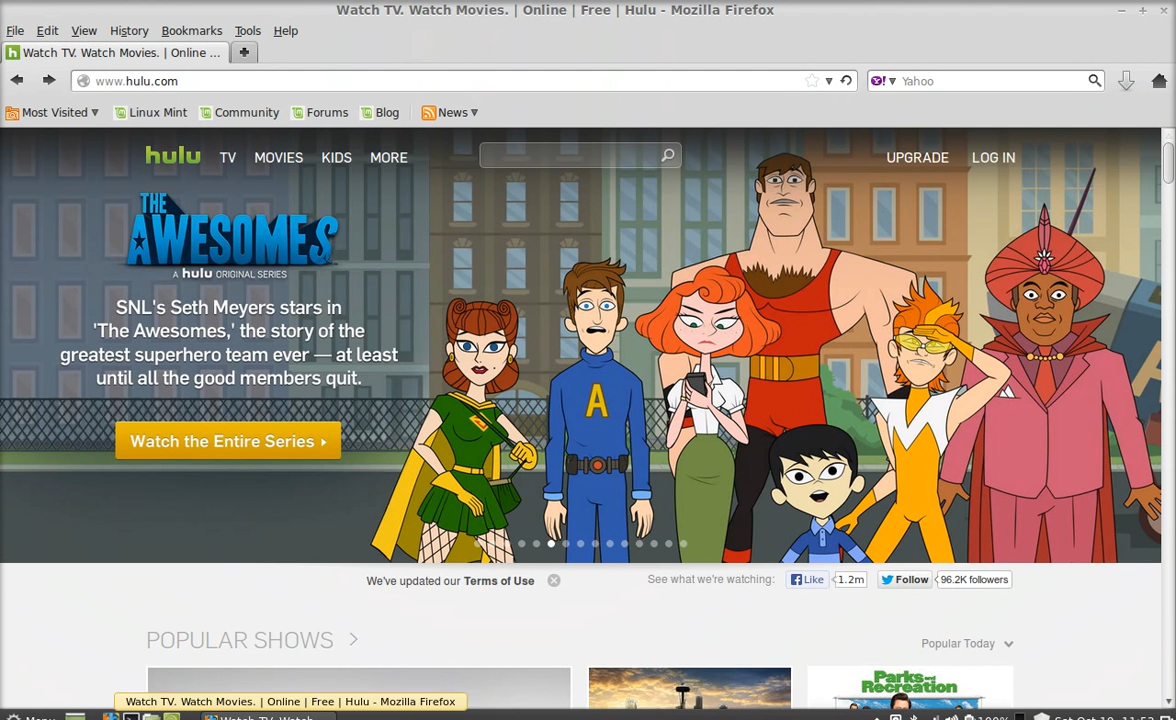 Watch TV. Watch Movies. | Online | Free | Hulu - Mozilla Firefox
File Edit View History Bookmarks Tools Help
Watch TV. Watch Movies. | Online ...
www.hulu.com
Yahoo
Most Visited Linux Mint Community Forums Blog News
hulu TV MOVIES KIDS MORE UPGRADE LOG IN
THE
AWESOMES
A hulu ORIGINAL SERIES
SNL's Seth Meyers stars in
'The Awesomes,' the story of the
greatest superhero team ever — at least
until all the good members quit.
Watch the Entire Series
A
We've updated our Terms of Use
See what we're watching: Like 1.2m Follow 96.2K followers
POPULAR SHOWS
Popular Today
Parks and
Recreation
Watch TV. Watch Movies. | Online | Free | Hulu - Mozilla Firefox
Menu
Watch TV. Watch
100%